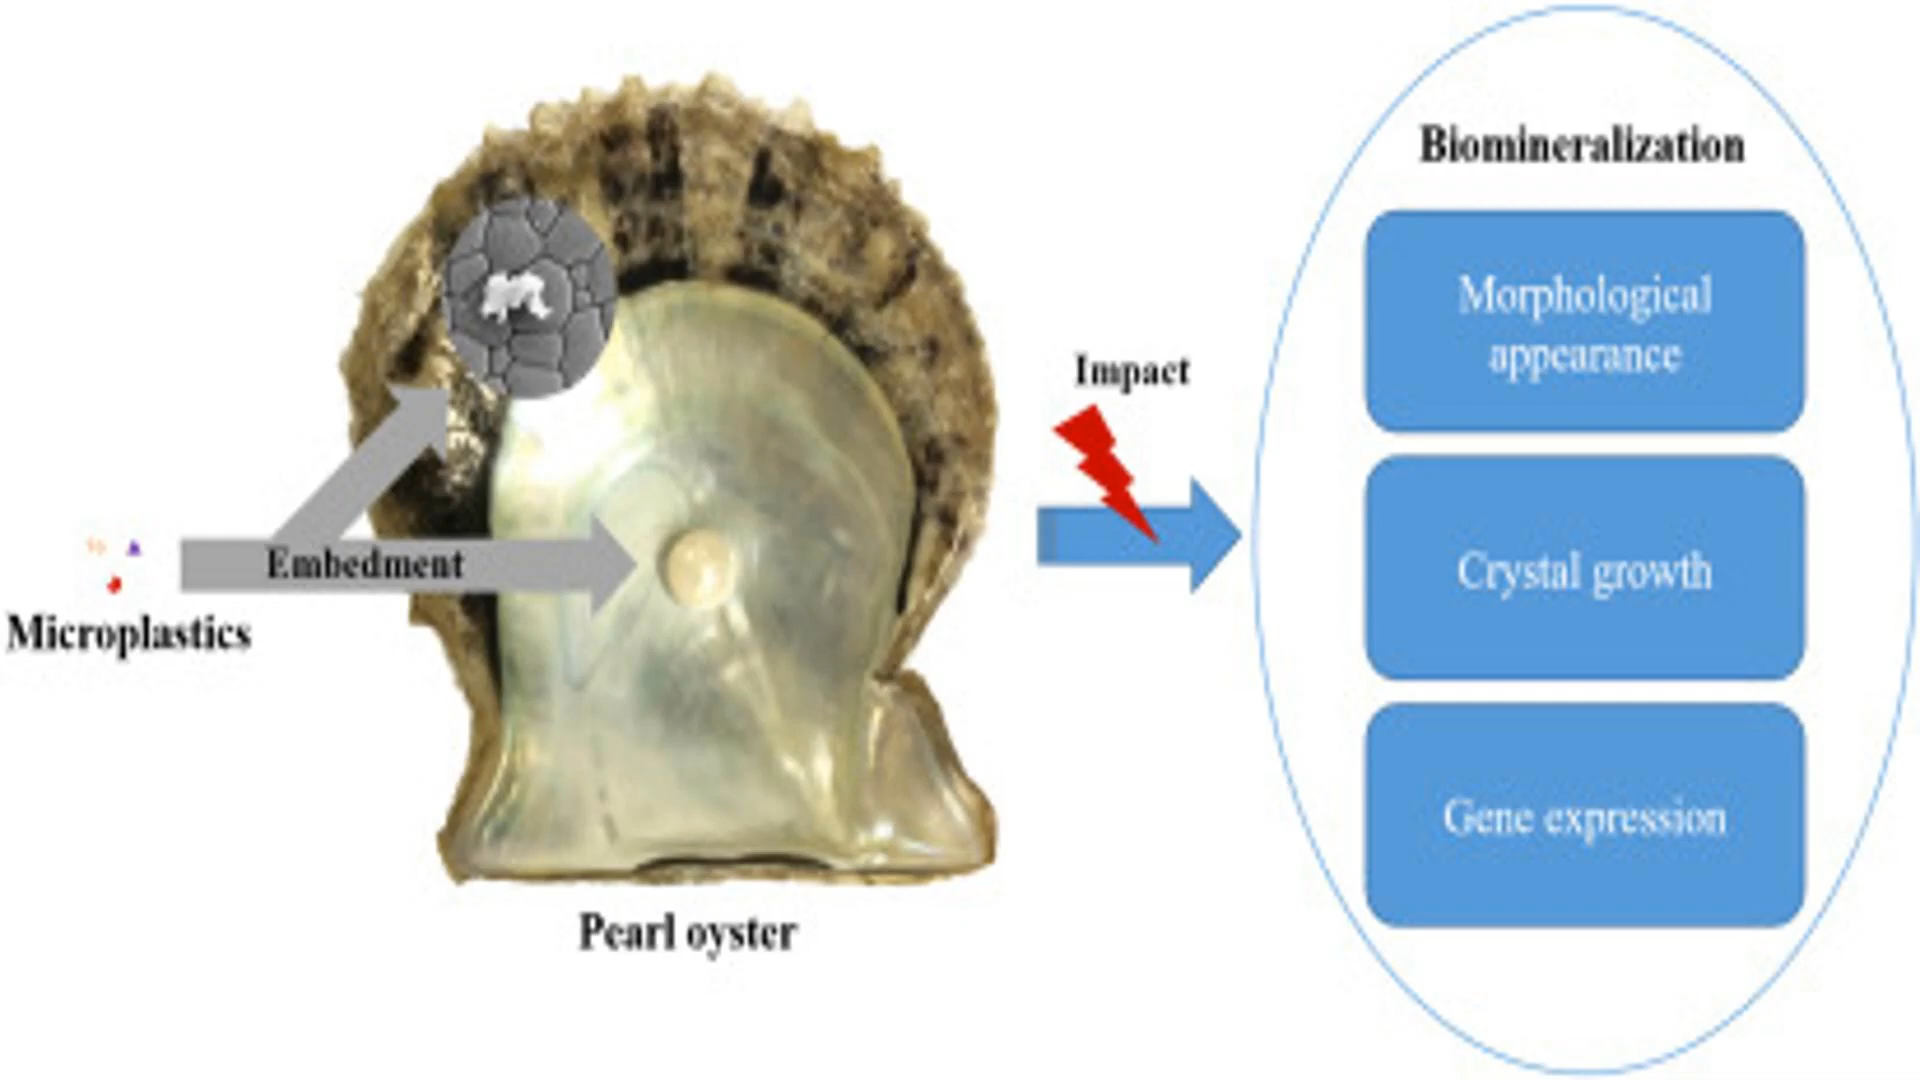 Biomineralization
Morphological
appearance
Impact
Crystal growth
Embedment
Microplastics
Gene expression
Pearl oyster